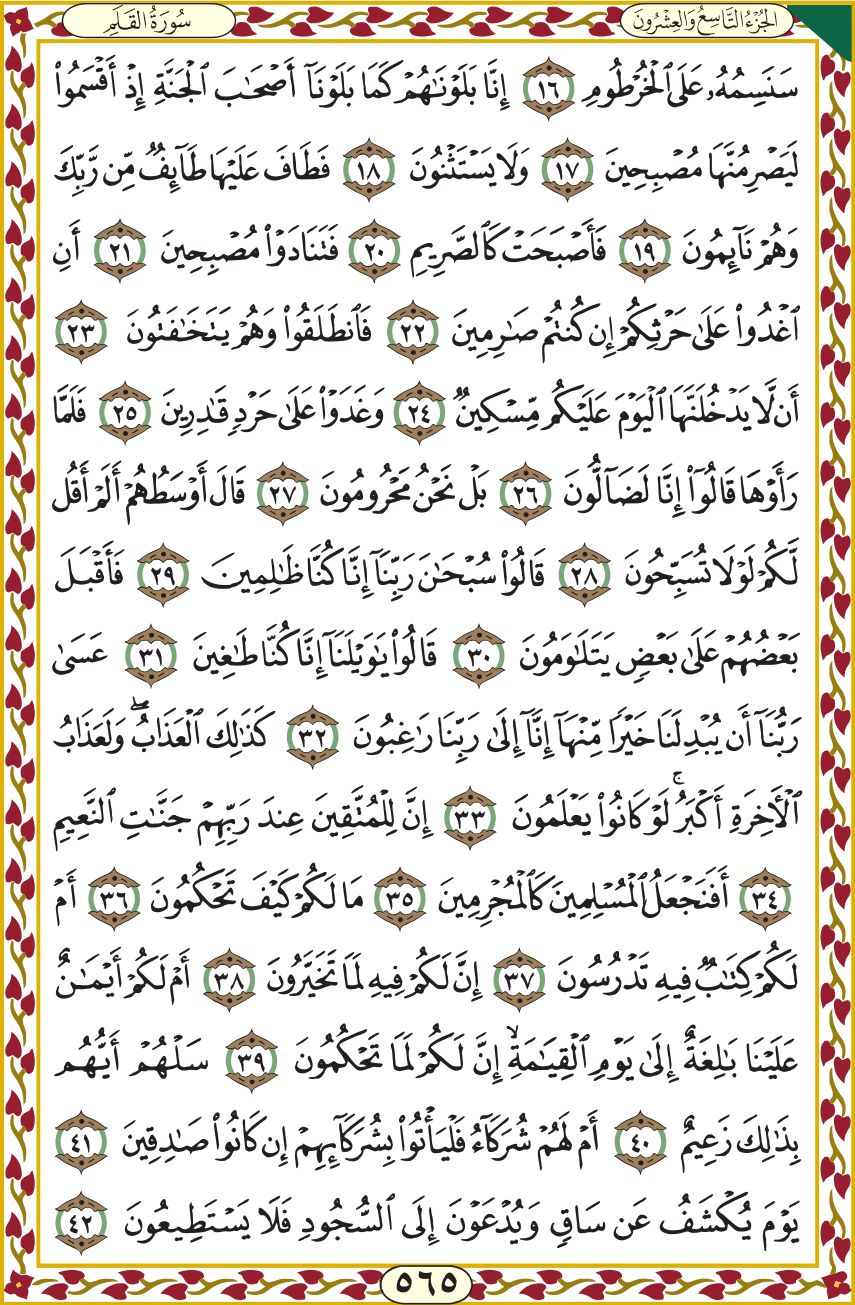 الجُزْءُ التَّاسِعُ وَالعِشْرُونَ
سُورَةُ القَلَمِ
سَنَسِمُهُۥ عَلَى ٱلْخُرْطُومِ ١٦ إِنَّا بَلَوْنَٰهُمْ كَمَا بَلَوْنَآ أَصْحَٰبَ ٱلْجَنَّةِ إِذْ أَقْسَمُوا۟
لَيَصْرِمُنَّهَا مُصْبِحِينَ ١٧ وَلَا يَسْتَثْنُونَ ١٨ فَطَافَ عَلَيْهَا طَآئِفٌ مِّن رَّبِّكَ
وَهُمْ نَآئِمُونَ ١٩ فَأَصْبَحَتْ كَٱلصَّرِيمِ ٢٠ فَتَنَادَوْا۟ مُصْبِحِينَ ٢١ أَنِ
ٱغْدُوا۟ عَلَىٰ حَرْثِكُمْ إِن كُنتُمْ صَٰرِمِينَ ٢٢ فَٱنطَلَقُوا۟ وَهُمْ يَتَخَٰفَتُونَ ٢٣
أَن لَّا يَدْخُلَنَّهَا ٱلْيَوْمَ عَلَيْكُم مِّسْكِينٌ ٢٤ وَغَدَوْا۟ عَلَىٰ حَرْدٍ قَٰدِرِينَ ٢٥ فَلَمَّا
رَأَوْهَا قَالُوٓا۟ إِنَّا لَضَآلُّونَ ٢٦ بَلْ نَحْنُ مَحْرُومُونَ ٢٧ قَالَ أَوْسَطُهُمْ أَلَمْ أَقُل
لَّكُمْ لَوْلَا تُسَبِّحُونَ ٢٨ قَالُوا۟ سُبْحَٰنَ رَبِّنَآ إِنَّا كُنَّا ظَٰلِمِينَ ٢٩ فَأَقْبَلَ
بَعْضُهُمْ عَلَىٰ بَعْضٍ يَتَلَٰوَمُونَ ٣٠ قَالُوا۟ يَٰوَيْلَنَآ إِنَّا كُنَّا طَٰغِينَ ٣١ عَسَىٰ
رَبُّنَآ أَن يُبْدِلَنَا خَيْرًا مِّنْهَآ إِنَّآ إِلَىٰ رَبِّنَا رَٰغِبُونَ ٣٢ كَذَٰلِكَ ٱلْعَذَابُ ۖ وَلَعَذَابُ
ٱلْءَاخِرَةِ أَكْبَرُ ۚ لَوْ كَانُوا۟ يَعْلَمُونَ ٣٣ إِنَّ لِلْمُتَّقِينَ عِندَ رَبِّهِمْ جَنَّٰتِ ٱلنَّعِيمِ
٣٤ أَفَنَجْعَلُ ٱلْمُسْلِمِينَ كَٱلْمُجْرِمِينَ ٣٥ مَا لَكُمْ كَيْفَ تَحْكُمُونَ ٣٦ أَمْ
لَكُمْ كِتَٰبٌ فِيهِ تَدْرُسُونَ ٣٧ إِنَّ لَكُمْ فِيهِ لَمَا تَخَيَّرُونَ ٣٨ أَمْ لَكُمْ أَيْمَٰنٌ
عَلَيْنَا بَٰلِغَةٌ إِلَىٰ يَوْمِ ٱلْقِيَٰمَةِ ۙ إِنَّ لَكُمْ لَمَا تَحْكُمُونَ ٣٩ سَلْهُمْ أَيُّهُم
بِذَٰلِكَ زَعِيمٌ ٤٠ أَمْ لَهُمْ شُرَكَآءُ فَلْيَأْتُوا۟ بِشُرَكَآئِهِمْ إِن كَانُوا۟ صَٰدِقِينَ ٤١
يَوْمَ يُكْشَفُ عَن سَاقٍ وَيُدْعَوْنَ إِلَى ٱلسُّجُودِ فَلَا يَسْتَطِيعُونَ ٤٢
٥٦٥